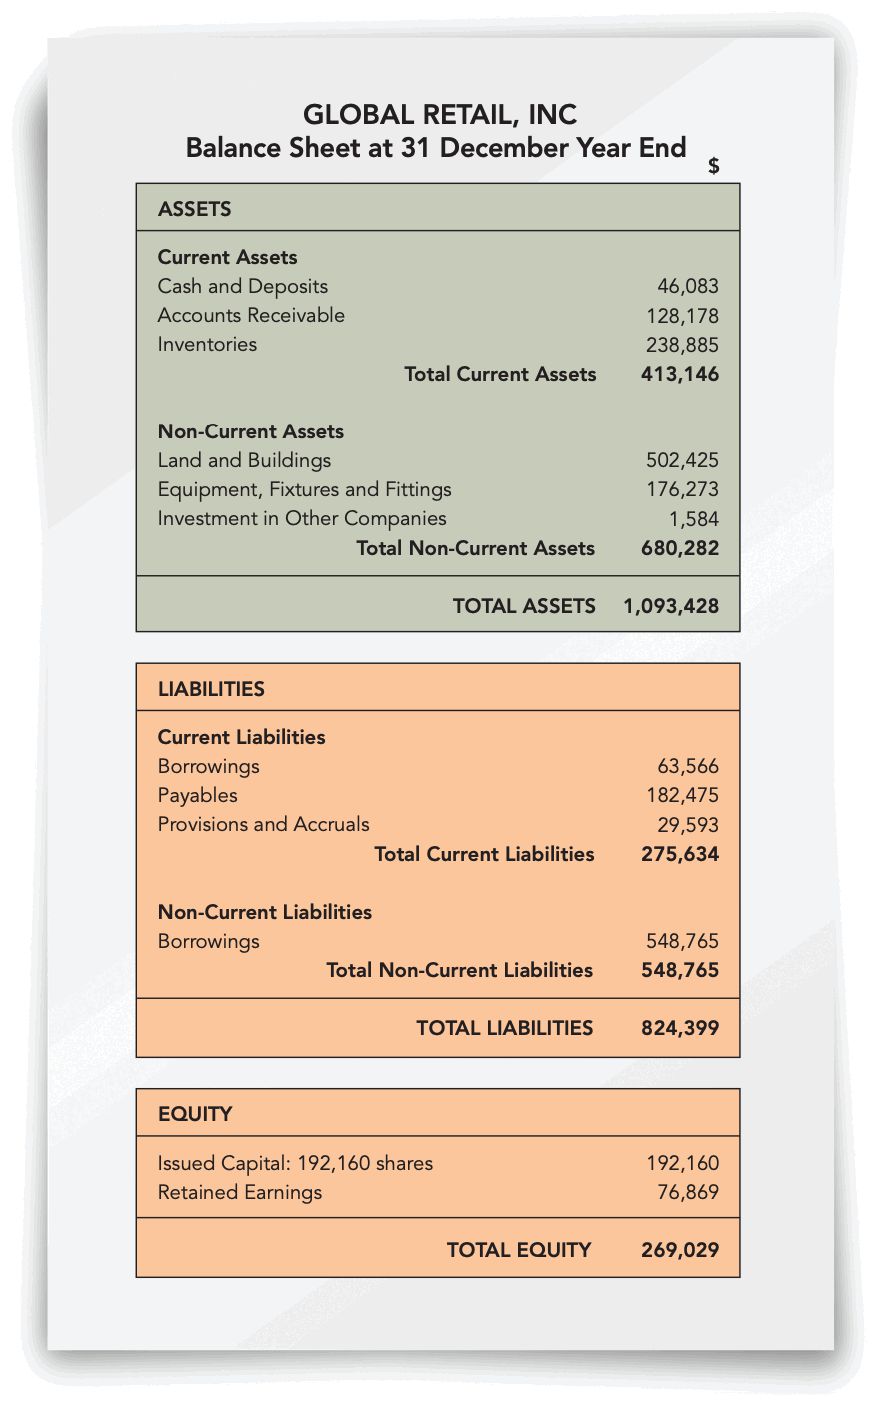 GLOBAL RETAIL, INC
Balance Sheet at 31 December Year End
$
ASSETS
Current Assets
Cash and Deposits 46,083
Accounts Receivable 128,178
Inventories 238,885
Total Current Assets 413,146
Non-Current Assets
Land and Buildings 502,425
Equipment, Fixtures and Fittings 176,273
Investment in Other Companies 1,584
Total Non-Current Assets 680,282
TOTAL ASSETS 1,093,428
LIABILITIES
Current Liabilities
Borrowings 63,566
Payables 182,475
Provisions and Accruals 29,593
Total Current Liabilities 275,634
Non-Current Liabilities
Borrowings 548,765
Total Non-Current Liabilities 548,765
TOTAL LIABILITIES 824,399
EQUITY
Issued Capital: 192,160 shares 192,160
Retained Earnings 76,869
TOTAL EQUITY 269,029